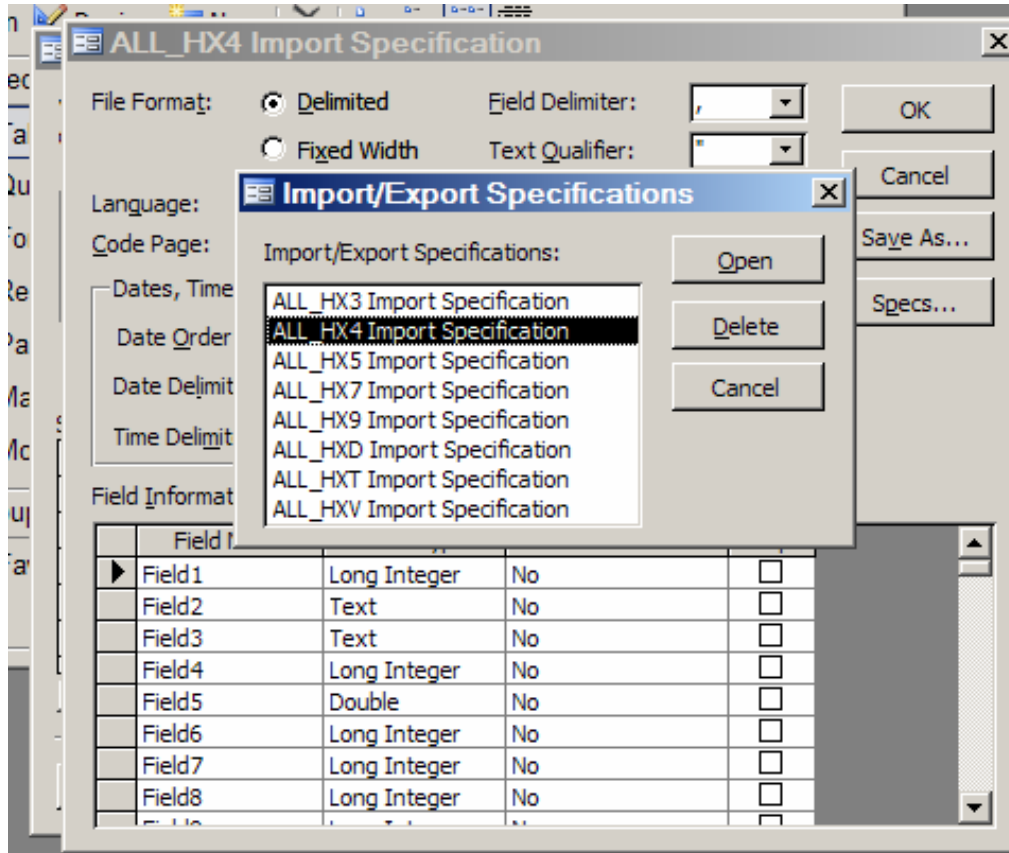 ALL_HX4 Import Specification
File Format: Delimited Field Delimiter: , OK
Fixed Width Text Qualifier: " Cancel
Import/Export Specifications
Language:
Code Page: Import/Export Specifications: Open Save As...
Dates, Time ALL_HX3 Import Specification Specs...
Date Order ALL_HX4 Import Specification Delete
ALL_HX5 Import Specification
Date Delimit ALL_HX7 Import Specification Cancel
ALL_HX9 Import Specification
Time Delimit ALL_HXD Import Specification
ALL_HXT Import Specification
Field Informat ALL_HXV Import Specification
Field
Field1 Long Integer No
Field2 Text No
Field3 Text No
Field4 Long Integer No
Field5 Double No
Field6 Long Integer No
Field7 Long Integer No
Field8 Long Integer No